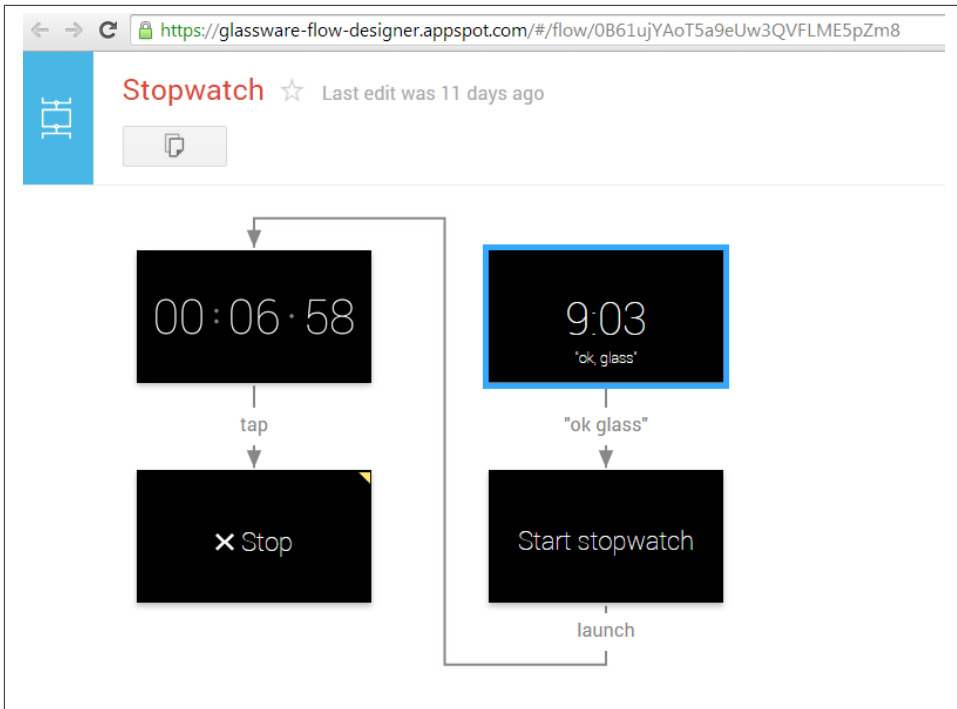 https://glassware-flow-designer.appspot.com/#/flow/0B61ujYAoT5a9eUw3QVFLME5pZm8
Stopwatch Last edit was 11 days ago
00:06·58
tap
Stop
9:03
"ok, glass"
"ok glass"
Start stopwatch
launch